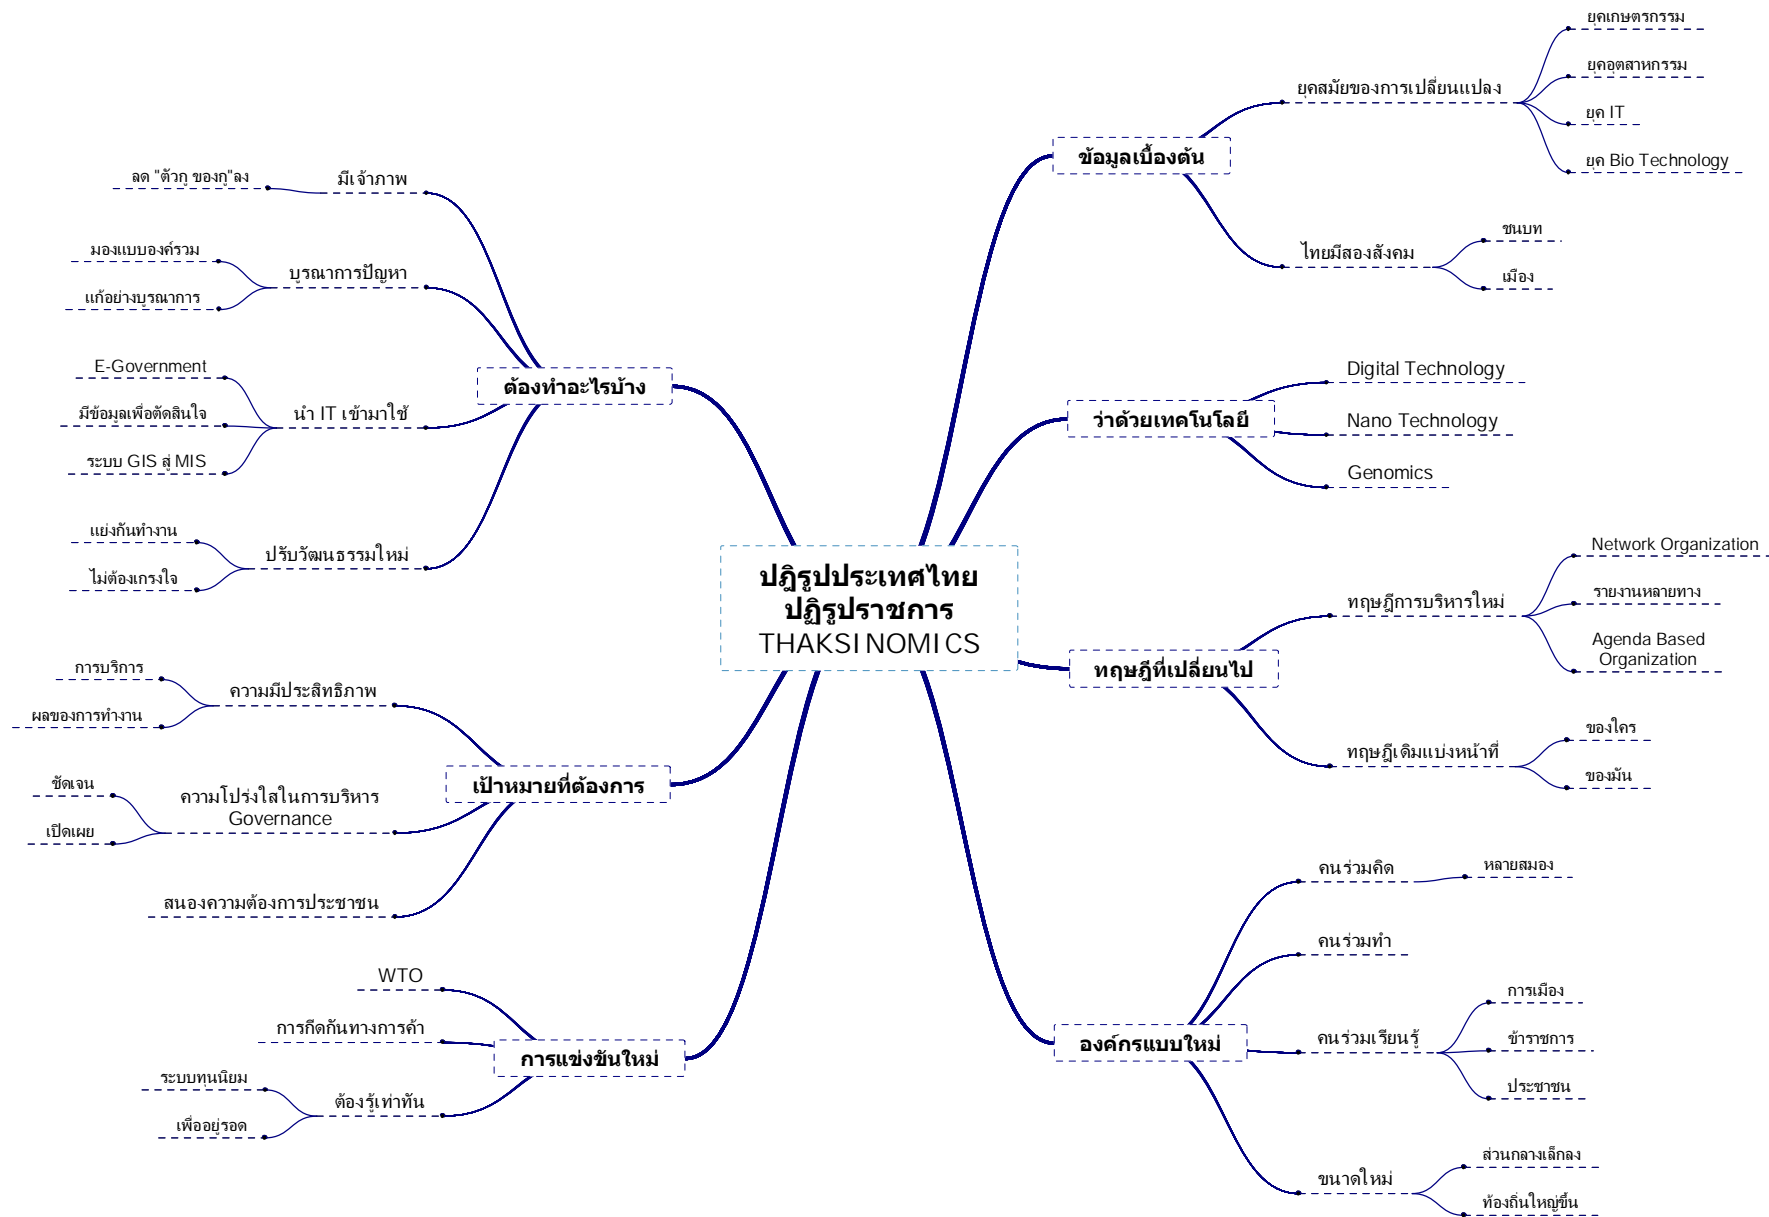 ปฎิรูปประเทศไทย
ปฏิรูปราชการ
THAKSINOMICS
ข้อมูลเบื้องต้น
ยุคสมัยของการเปลี่ยนแปลง
ยุคเกษตรกรรม
ยุคอุตสาหกรรม
ยุค IT
ยุค Bio Technology
ไทยมีสองสังคม
ชนบท
เมือง
ว่าด้วยเทคโนโลยี
Digital Technology
Nano Technology
Genomics
ทฤษฎีที่เปลี่ยนไป
ทฤษฎีการบริหารใหม่
Network Organization
รายงานหลายทาง
Agenda Based
Organization
ทฤษฎีเดิมแบ่งหน้าที่
ของใคร
ของมัน
องค์กรแบบใหม่
คนร่วมคิด
หลายสมอง
คนร่วมทำ
คนร่วมเรียนรู้
การเมือง
ข้าราชการ
ประชาชน
ขนาดใหม่
ส่วนกลางเล็กลง
ท้องถิ่นใหญ่ขึ้น
ต้องทำอะไรบ้าง
มีเจ้าภาพ
ลด "ตัวกู ของกู"ลง
บูรณาการปัญหา
มองแบบองค์รวม
แก้อย่างบูรณาการ
นำ IT เข้ามาใช้
E-Government
มีข้อมูลเพื่อตัดสินใจ
ระบบ GIS สู่ MIS
ปรับวัฒนธรรมใหม่
แย่งกันทำงาน
ไม่ต้องเกรงใจ
เป้าหมายที่ต้องการ
ความมีประสิทธิภาพ
การบริการ
ผลของการทำงาน
ความโปร่งใสในการบริหาร
Governance
ชัดเจน
เปิดเผย
สนองความต้องการประชาชน
การแข่งขันใหม่
WTO
การกีดกันทางการค้า
ต้องรู้เท่าทัน
ระบบทุนนิยม
เพื่ออยู่รอด